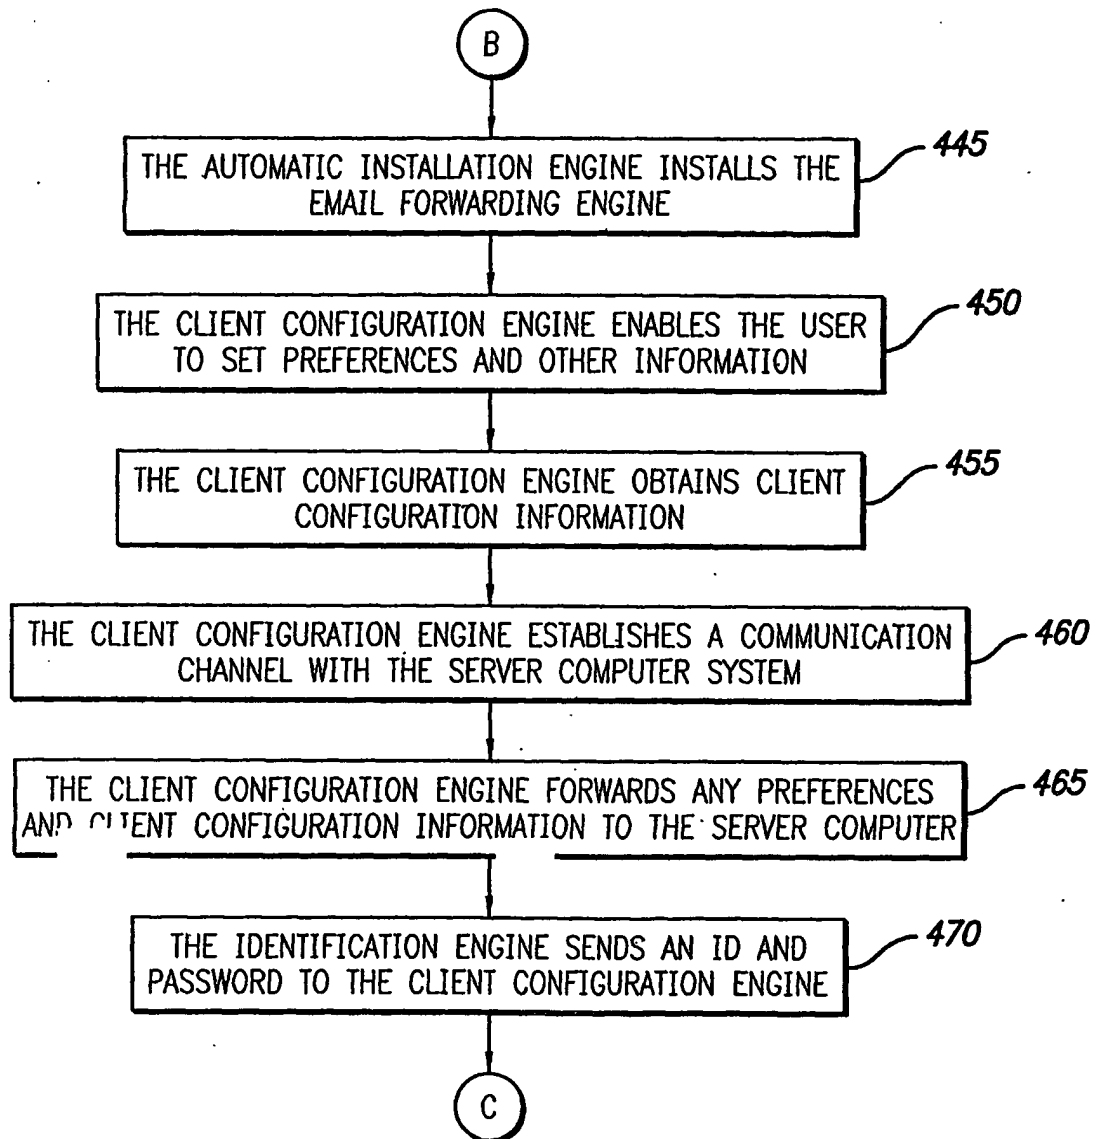 B
THE AUTOMATIC INSTALLATION ENGINE INSTALLS THE
EMAIL FORWARDING ENGINE
445
THE CLIENT CONFIGURATION ENGINE ENABLES THE USER
TO SET PREFERENCES AND OTHER INFORMATION
450
THE CLIENT CONFIGURATION ENGINE OBTAINS CLIENT
CONFIGURATION INFORMATION
455
THE CLIENT CONFIGURATION ENGINE ESTABLISHES A COMMUNICATION
CHANNEL WITH THE SERVER COMPUTER SYSTEM
460
THE CLIENT CONFIGURATION ENGINE FORWARDS ANY PREFERENCES
AND CLIENT CONFIGURATION INFORMATION TO THE SERVER COMPUTER
465
THE IDENTIFICATION ENGINE SENDS AN ID AND
PASSWORD TO THE CLIENT CONFIGURATION ENGINE
470
C